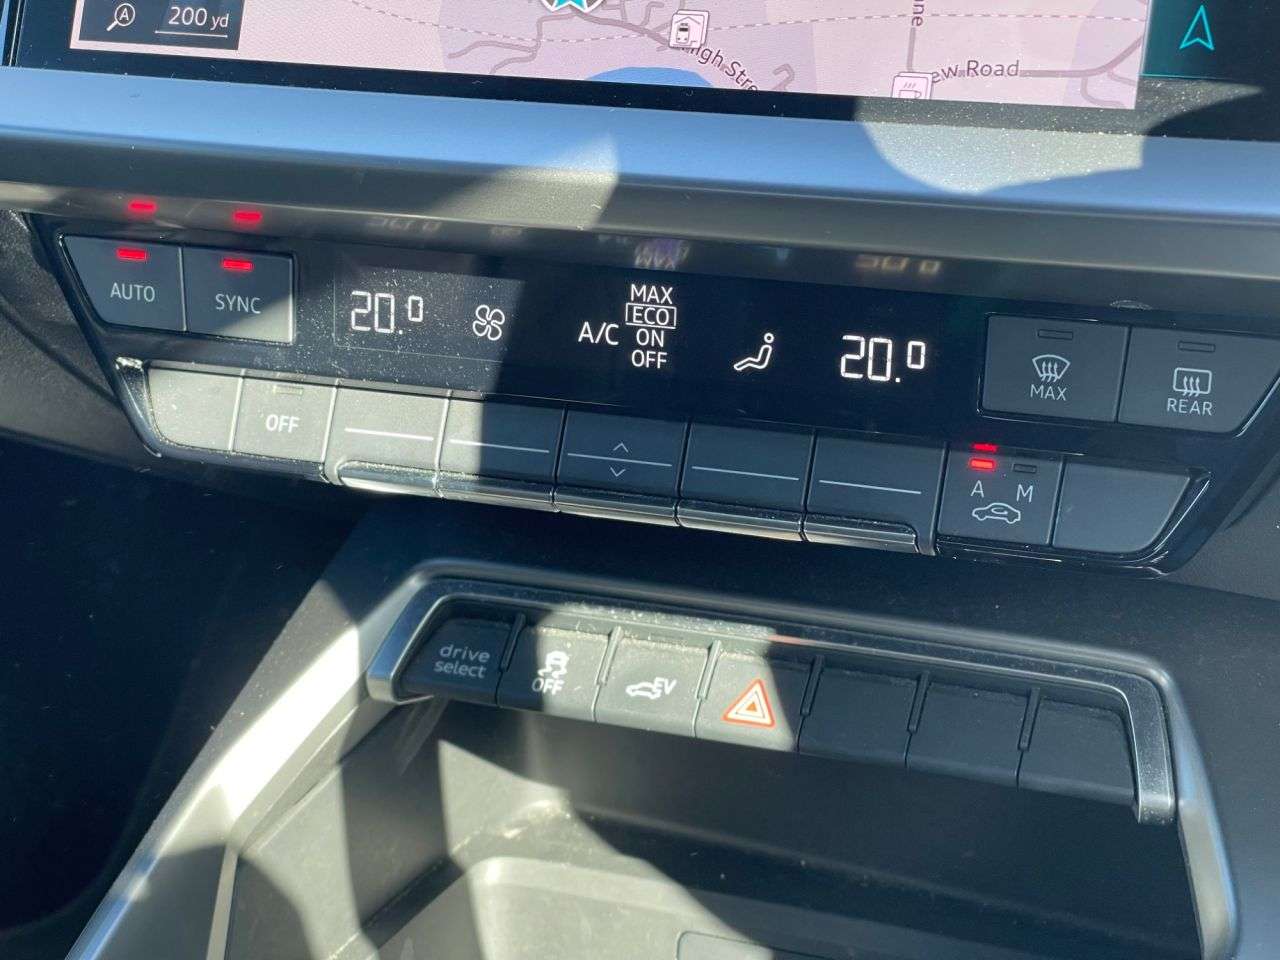 A
200 yd
High Stre
ew Road
une
AUTO
SYNC
20.0
A/C
MAX
ECO
ON
OFF
20.0
MAX
REAR
OFF
A M
drive
select
OFF
EV